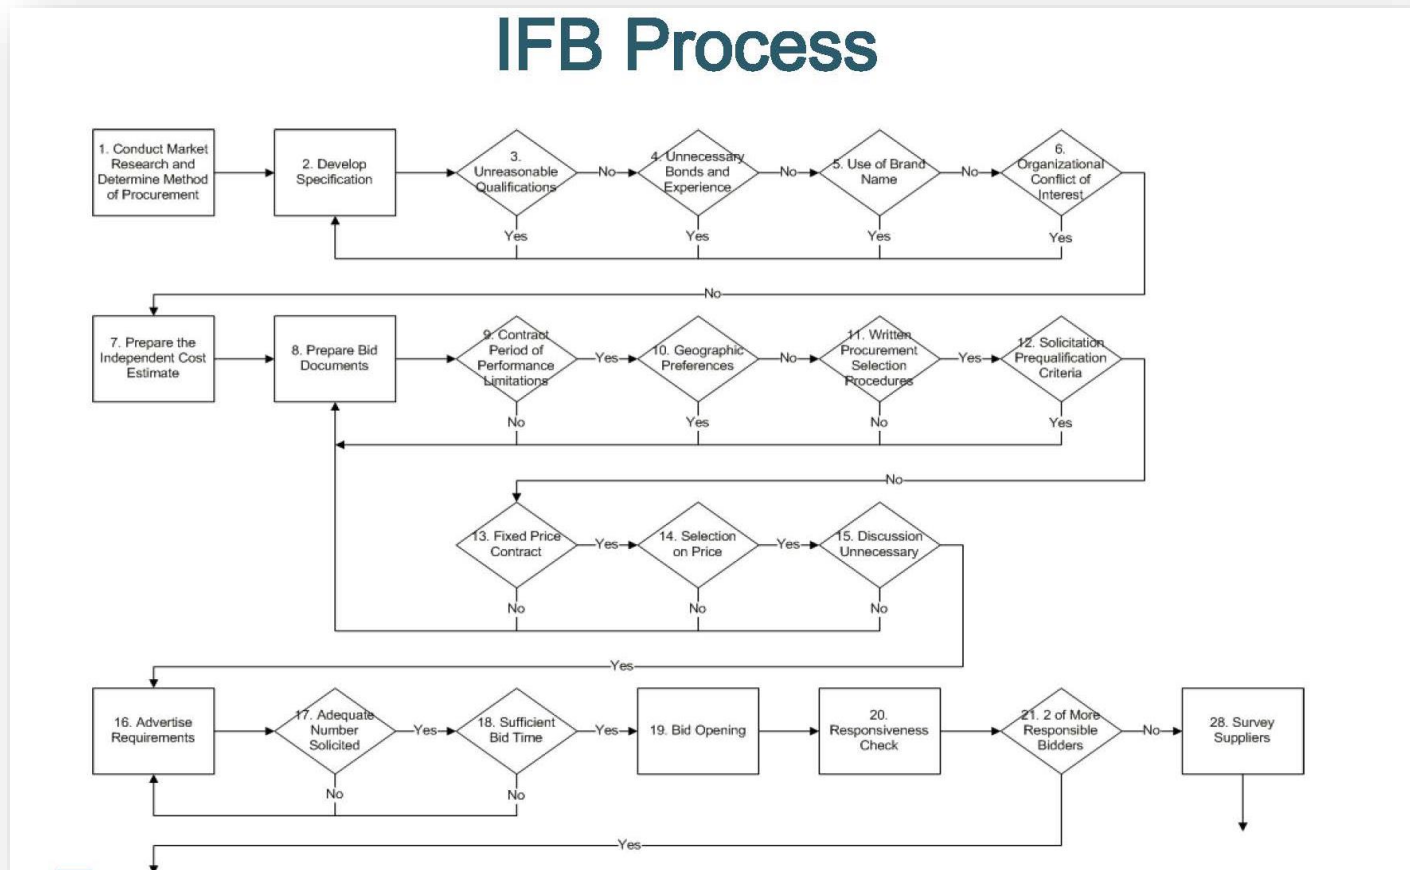 IFB Process
1. Conduct Market
Research and
Determine Method
of Procurement
2. Develop
Specification
3.
Unreasonable
Qualifications
No
4. Unnecessary
Bonds and
Experience
No
5. Use of Brand
Name
No
6.
Organizational
Conflict of
Interest
Yes
Yes
Yes
Yes
No
7. Prepare the
Independent Cost
Estimate
8. Prepare Bid
Documents
9. Contract
Period of
Performance
Limitations
Yes
10. Geographic
Preferences
No
11. Written
Procurement
Selection
Procedures
Yes
12. Solicitation
Prequalification
Criteria
No
Yes
No
Yes
No
13. Fixed Price
Contract
Yes
14. Selection
on Price
Yes
15. Discussion
Unnecessary
No
No
No
Yes
16. Advertise
Requirements
17. Adequate
Number
Solicited
Yes
18. Sufficient
Bid Time
Yes
19. Bid Opening
20.
Responsiveness
Check
21. 2 of More
Responsible
Bidders
No
28. Survey
Suppliers
No
No
Yes